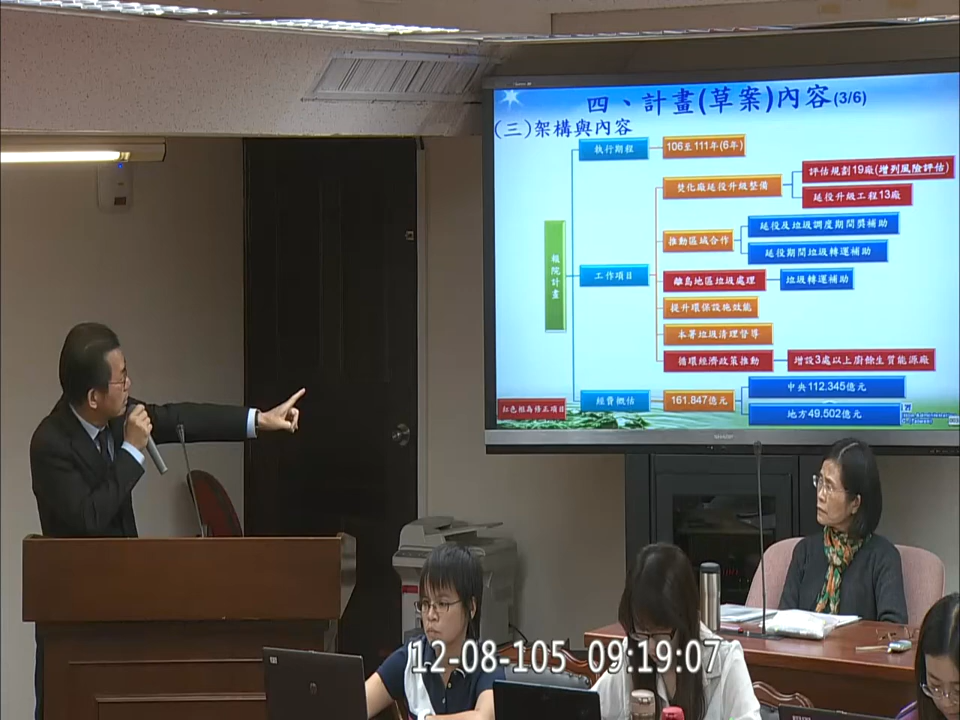 四、計畫(草案)內容(3/6)
(三)架構與內容
執行期程
106至111年(6年)
評估規劃19廠(增列風險評估)
焚化廠延役升級整備
延役升級工程13廠
延役及垃圾調度期間獎補助
推動區域合作
延役期間垃圾轉運補助
報院計畫
工作項目
離島地區垃圾處理
垃圾轉運補助
提升環保設施效能
本署垃圾清理督導
循環經濟政策推動
增設3處以上廚餘生質能源廠
中央112.345億元
經費概估
161.847億元
紅色框為修正項目
地方49.502億元
SHARP
12-08-105 09:19:07